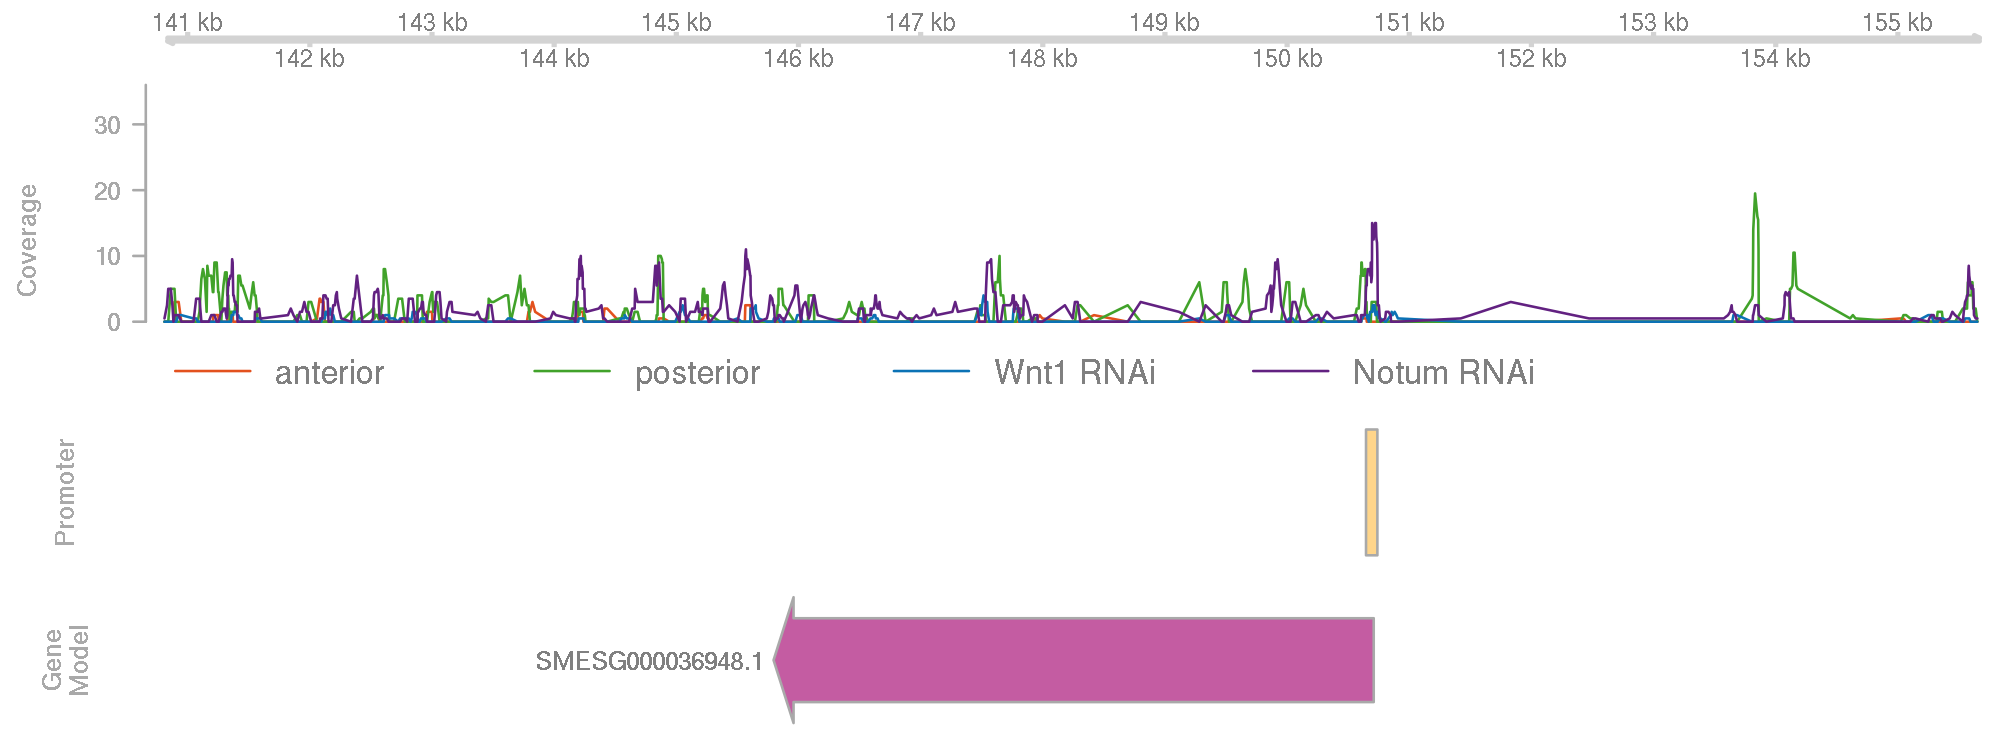 141 kb 143 kb 145 kb 147 kb 149 kb 151 kb 153 kb 155 kb
142 kb 144 kb 146 kb 148 kb 150 kb 152 kb 154 kb
30
20
10
0
Coverage
anterior posterior Wnt1 RNAi Notum RNAi
Promoter
Gene
Model
SMESG000036948.1